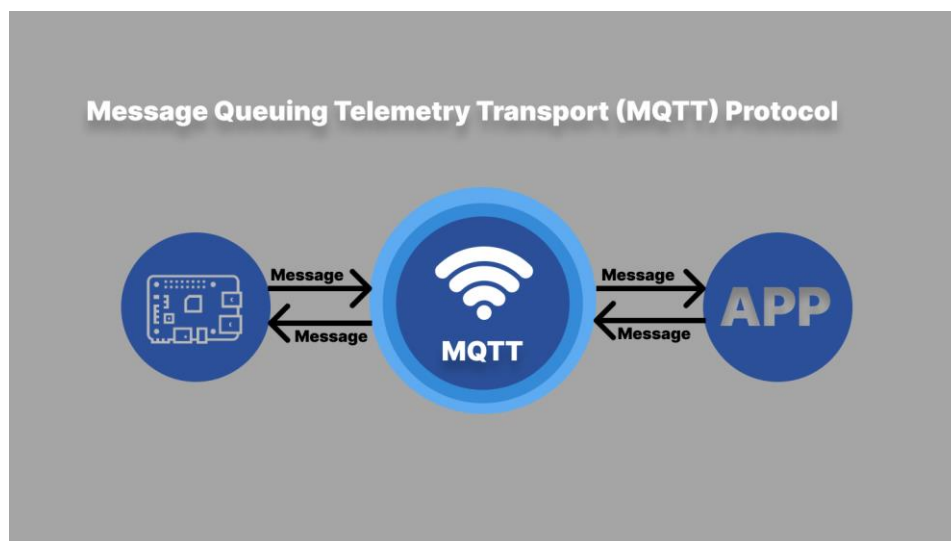 Message Queuing Telemetry Transport (MQTT) Protocol
Message
Message
MQTT
Message
Message
APP